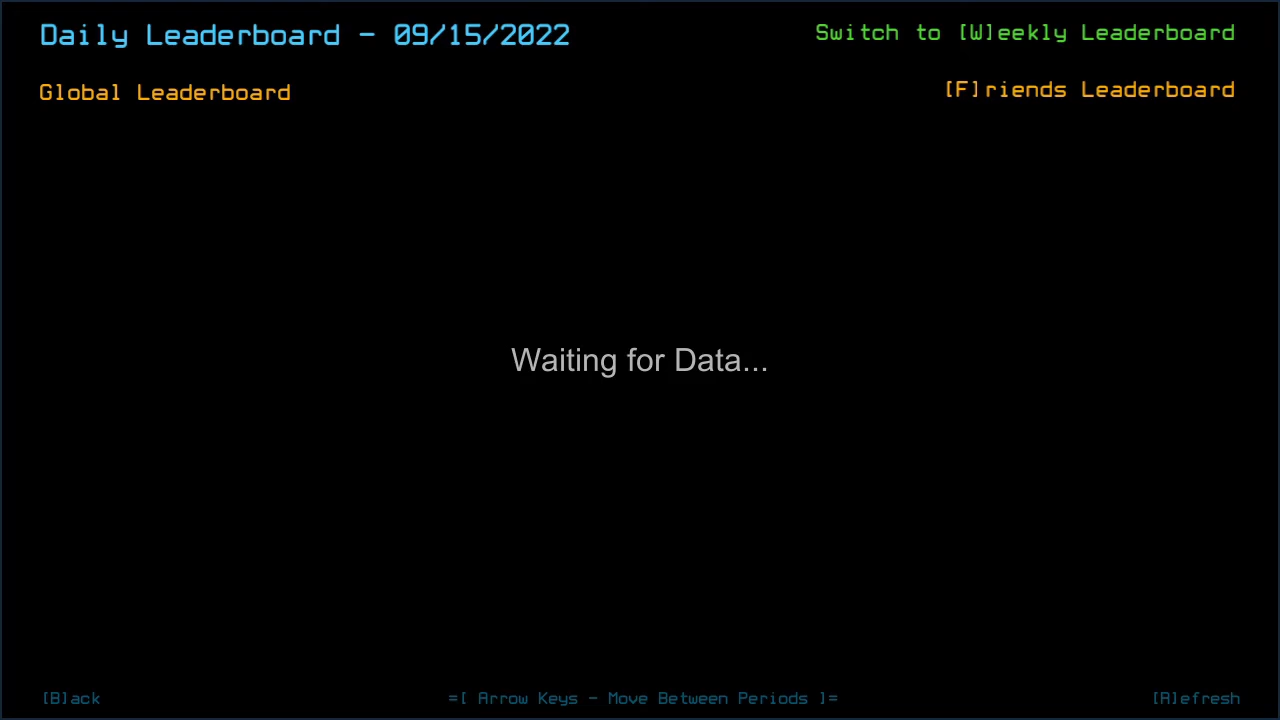 Daily Leaderboard - 09/15/2022
Switch to [W]eekly Leaderboard
Global Leaderboard
[F]riends Leaderboard
Waiting for Data...
[B]ack
=[ Arrow Keys - Move Between Periods ]=
[R]efresh